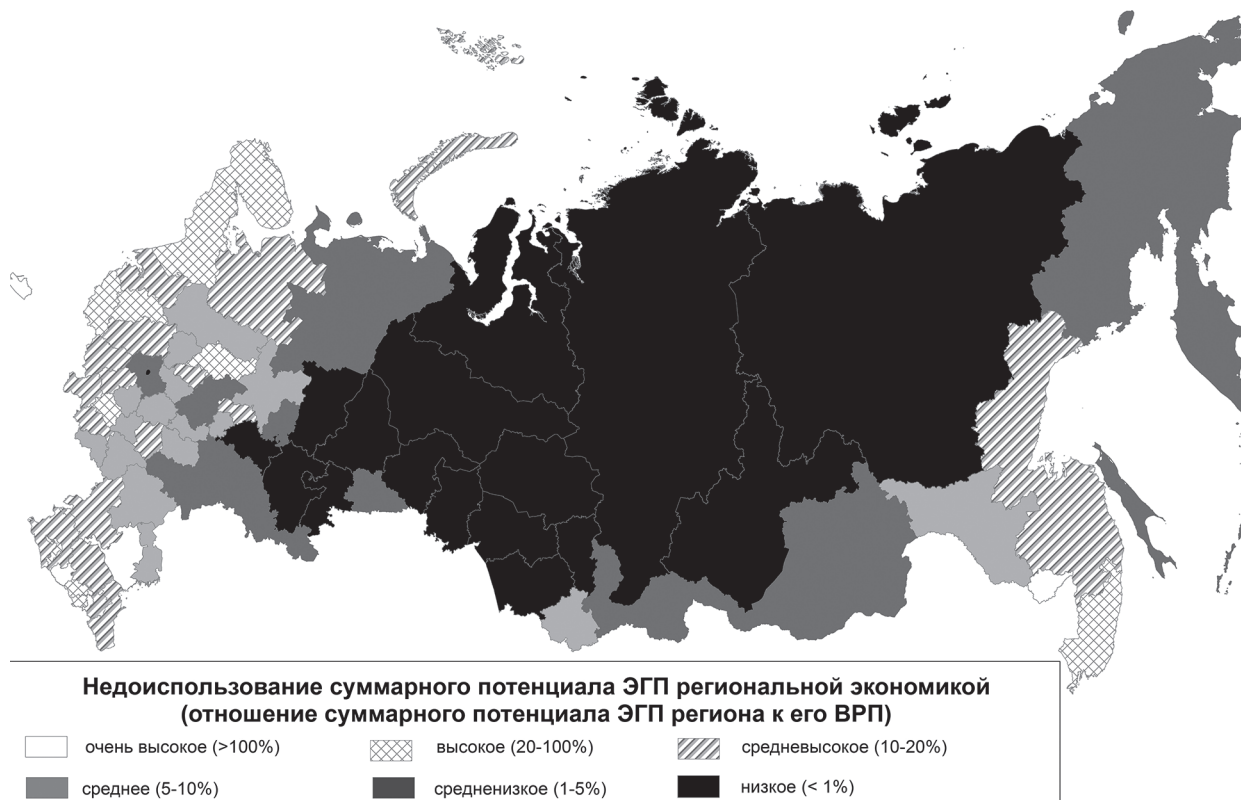 Недоиспользование суммарного потенциала ЭГП региональной экономикой
(отношение суммарного потенциала ЭГП региона к его ВРП)
очень высокое (>100%)
высокое (20-100%)
средневысокое (10-20%)
среднее (5-10%)
средненизкое (1-5%)
низкое (< 1%)